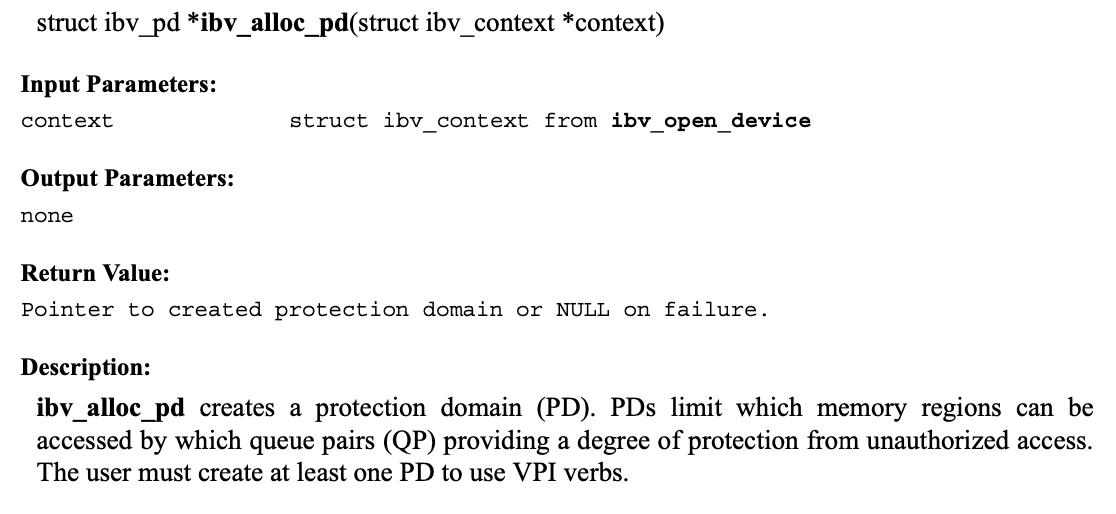 struct ibv_pd *ibv_alloc_pd(struct ibv_context *context)
Input Parameters:
context struct ibv_context from ibv_open_device
Output Parameters:
none
Return Value:
Pointer to created protection domain or NULL on failure.
Description:
ibv_alloc_pd creates a protection domain (PD). PDs limit which memory regions can be
accessed by which queue pairs (QP) providing a degree of protection from unauthorized access.
The user must create at least one PD to use VPI verbs.